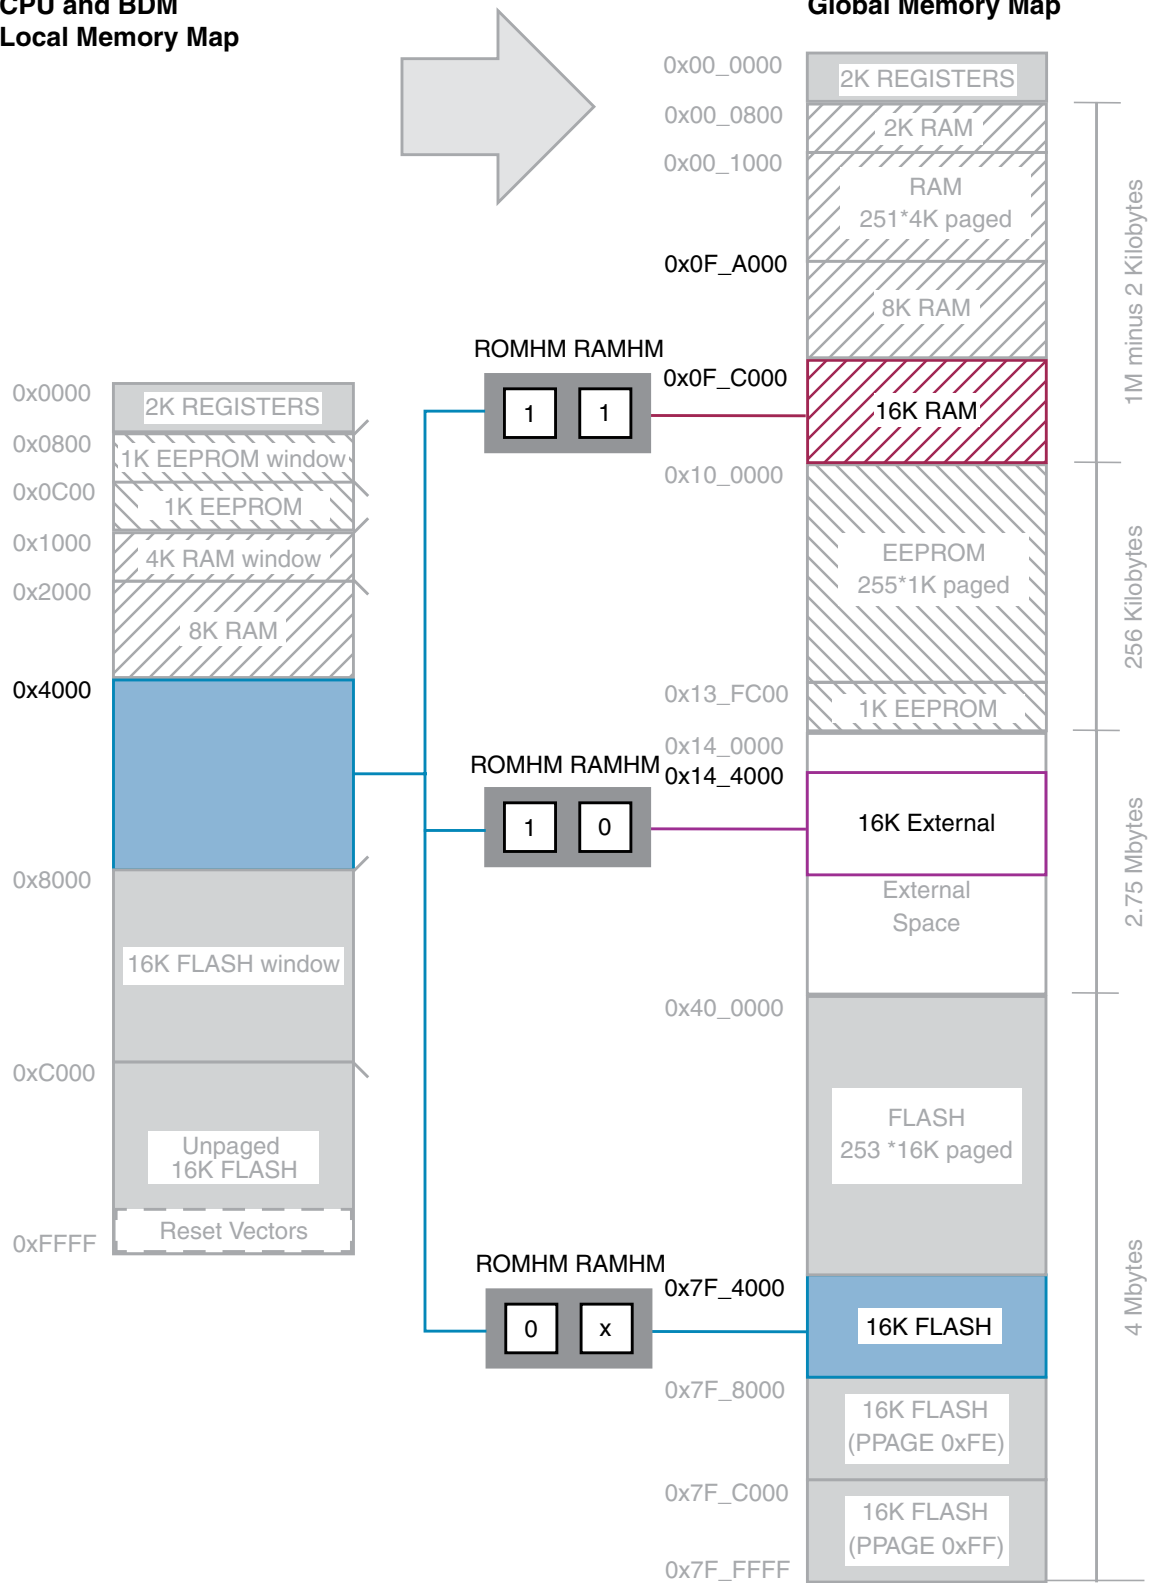 CPU and BDM
Local Memory Map
Global Memory Map
0x00_0000
2K REGISTERS
0x00_0800
2K RAM
0x00_1000
RAM
251*4K paged
0x0F_A000
8K RAM
1M minus 2 Kilobytes
ROMHM RAMHM
1 1
0x0F_C000
16K RAM
0x10_0000
EEPROM
255*1K paged
256 Kilobytes
0x13_FC00
1K EEPROM
0x14_0000
ROMHM RAMHM
1 0
0x14_4000
16K External
External
Space
2.75 Mbytes
0x40_0000
FLASH
253 *16K paged
ROMHM RAMHM
0 x
0x7F_4000
16K FLASH
4 Mbytes
0x7F_8000
16K FLASH
(PPAGE 0xFE)
0x7F_C000
16K FLASH
(PPAGE 0xFF)
0x7F_FFFF
0x0000
2K REGISTERS
0x0800
1K EEPROM window
0x0C00
1K EEPROM
0x1000
4K RAM window
0x2000
8K RAM
0x4000
0x8000
16K FLASH window
0xC000
Unpaged
16K FLASH
Reset Vectors
0xFFFF